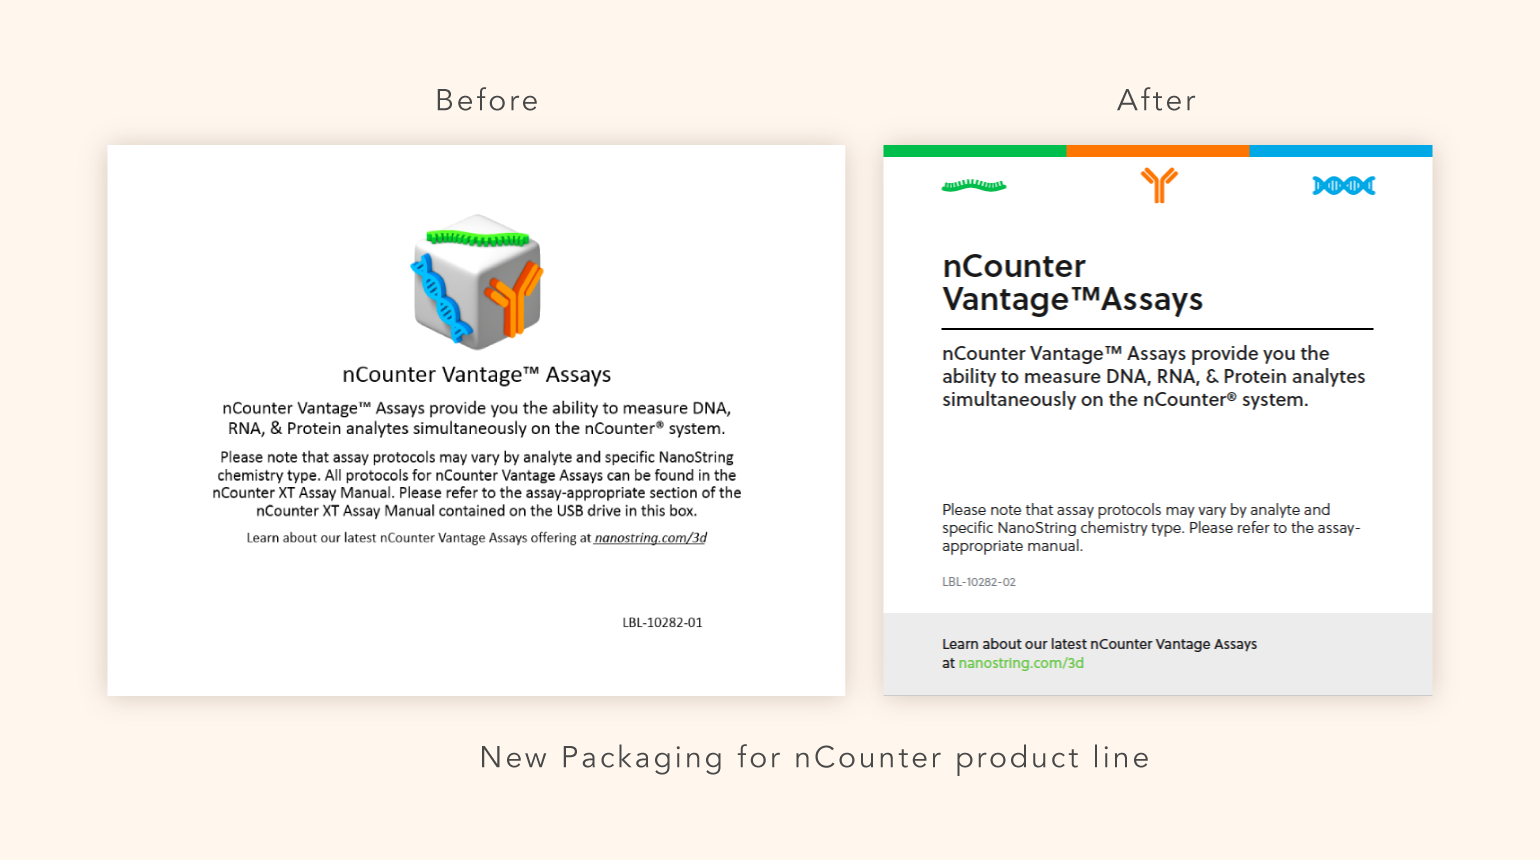 Before
nCounter Vantage™ Assays
nCounter Vantage™ Assays provide you the ability to measure DNA,
RNA, & Protein analytes simultaneously on the nCounter® system.
Please note that assay protocols may vary by analyte and specific NanoString
chemistry type. All protocols for nCounter Vantage Assays can be found in the
nCounter XT Assay Manual. Please refer to the assay-appropriate section of the
nCounter XT Assay Manual contained on the USB drive in this box.
Learn about our latest nCounter Vantage Assays offering at nanostring.com/3d
LBL-10282-01
After
nCounter
Vantage™Assays
nCounter Vantage™ Assays provide you the
ability to measure DNA, RNA, & Protein analytes
simultaneously on the nCounter® system.
Please note that assay protocols may vary by analyte and
specific NanoString chemistry type. Please refer to the assay-
appropriate manual.
LBL-10282-02
Learn about our latest nCounter Vantage Assays
at nanostring.com/3d
New Packaging for nCounter product line